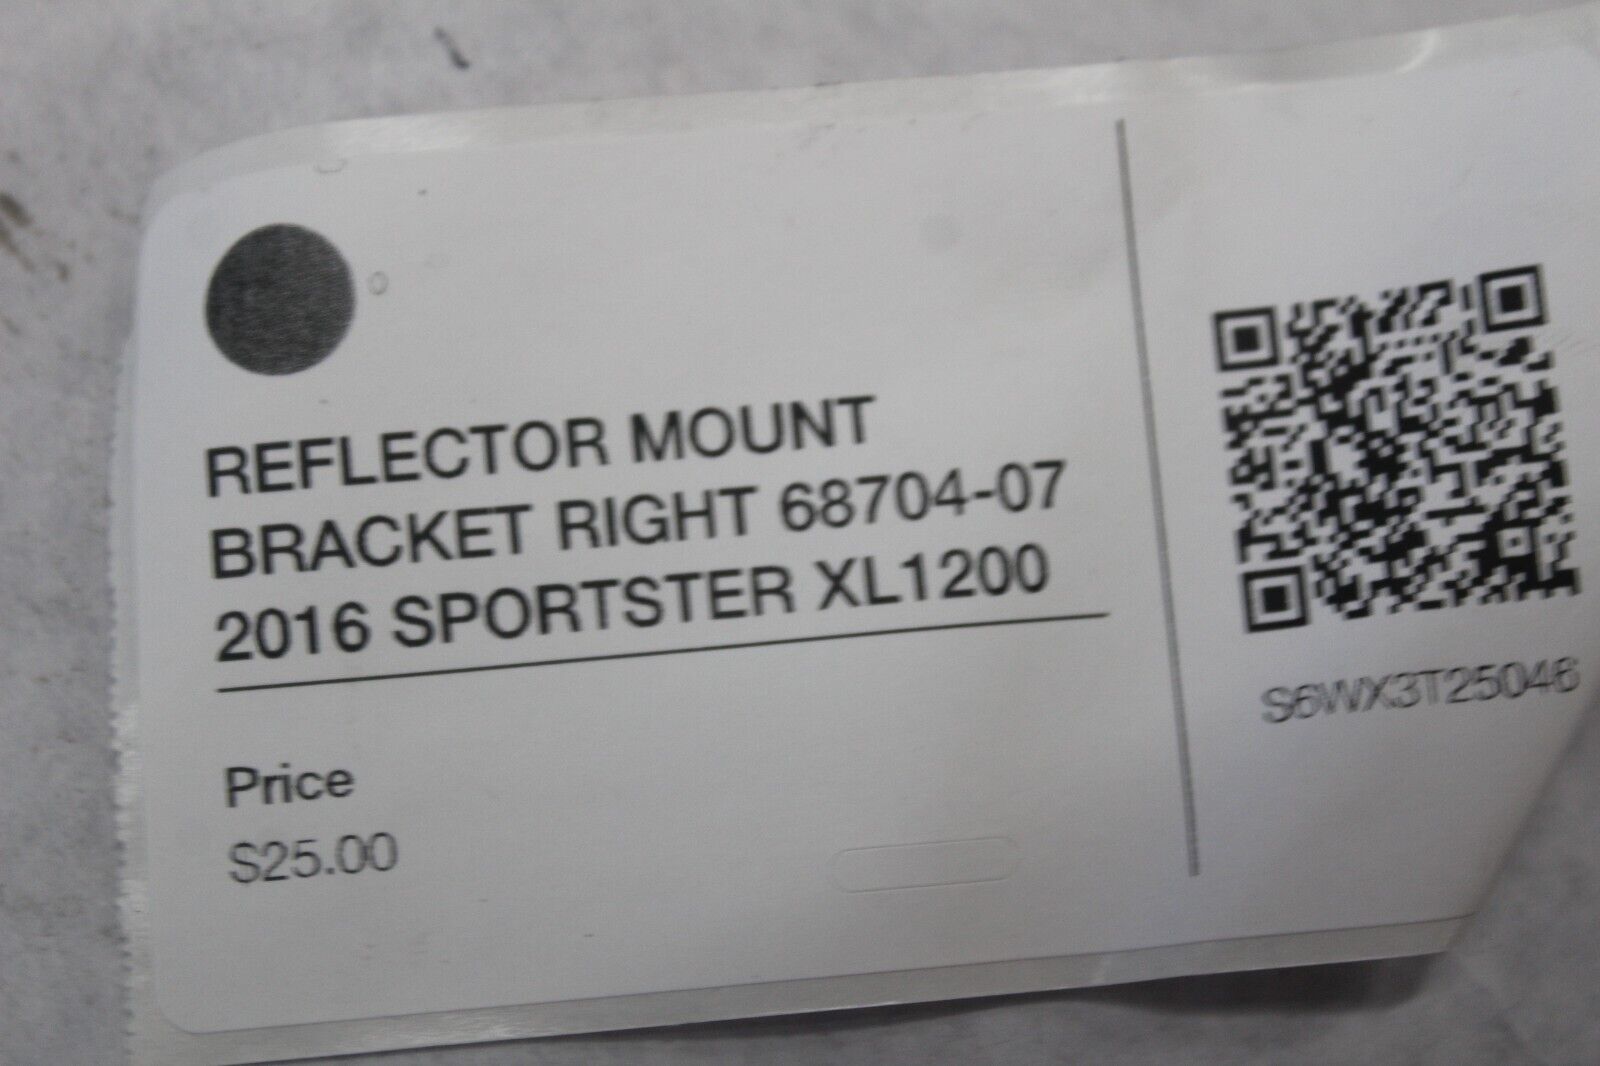 REFLECTOR MOUNT
BRACKET RIGHT 68704-07
2016 SPORTSTER XL1200
Price
$25.00
S6WX3T25046